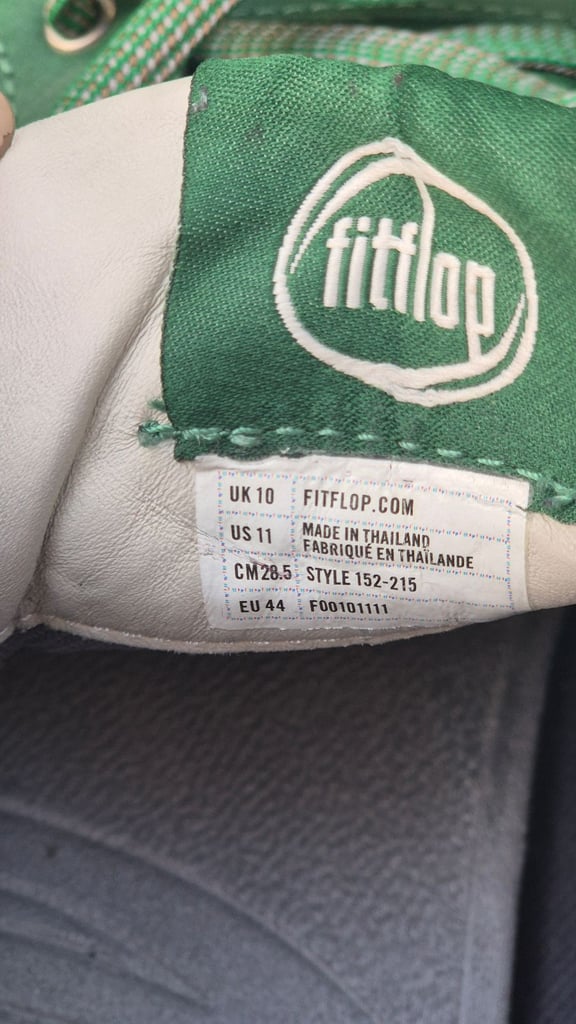 fitflop
UK 10 FITFLOP.COM
US 11 MADE IN THAILAND
FABRIQUÉ EN THAÏLANDE
CM 28.5 STYLE 152-215
EU 44 F00101111